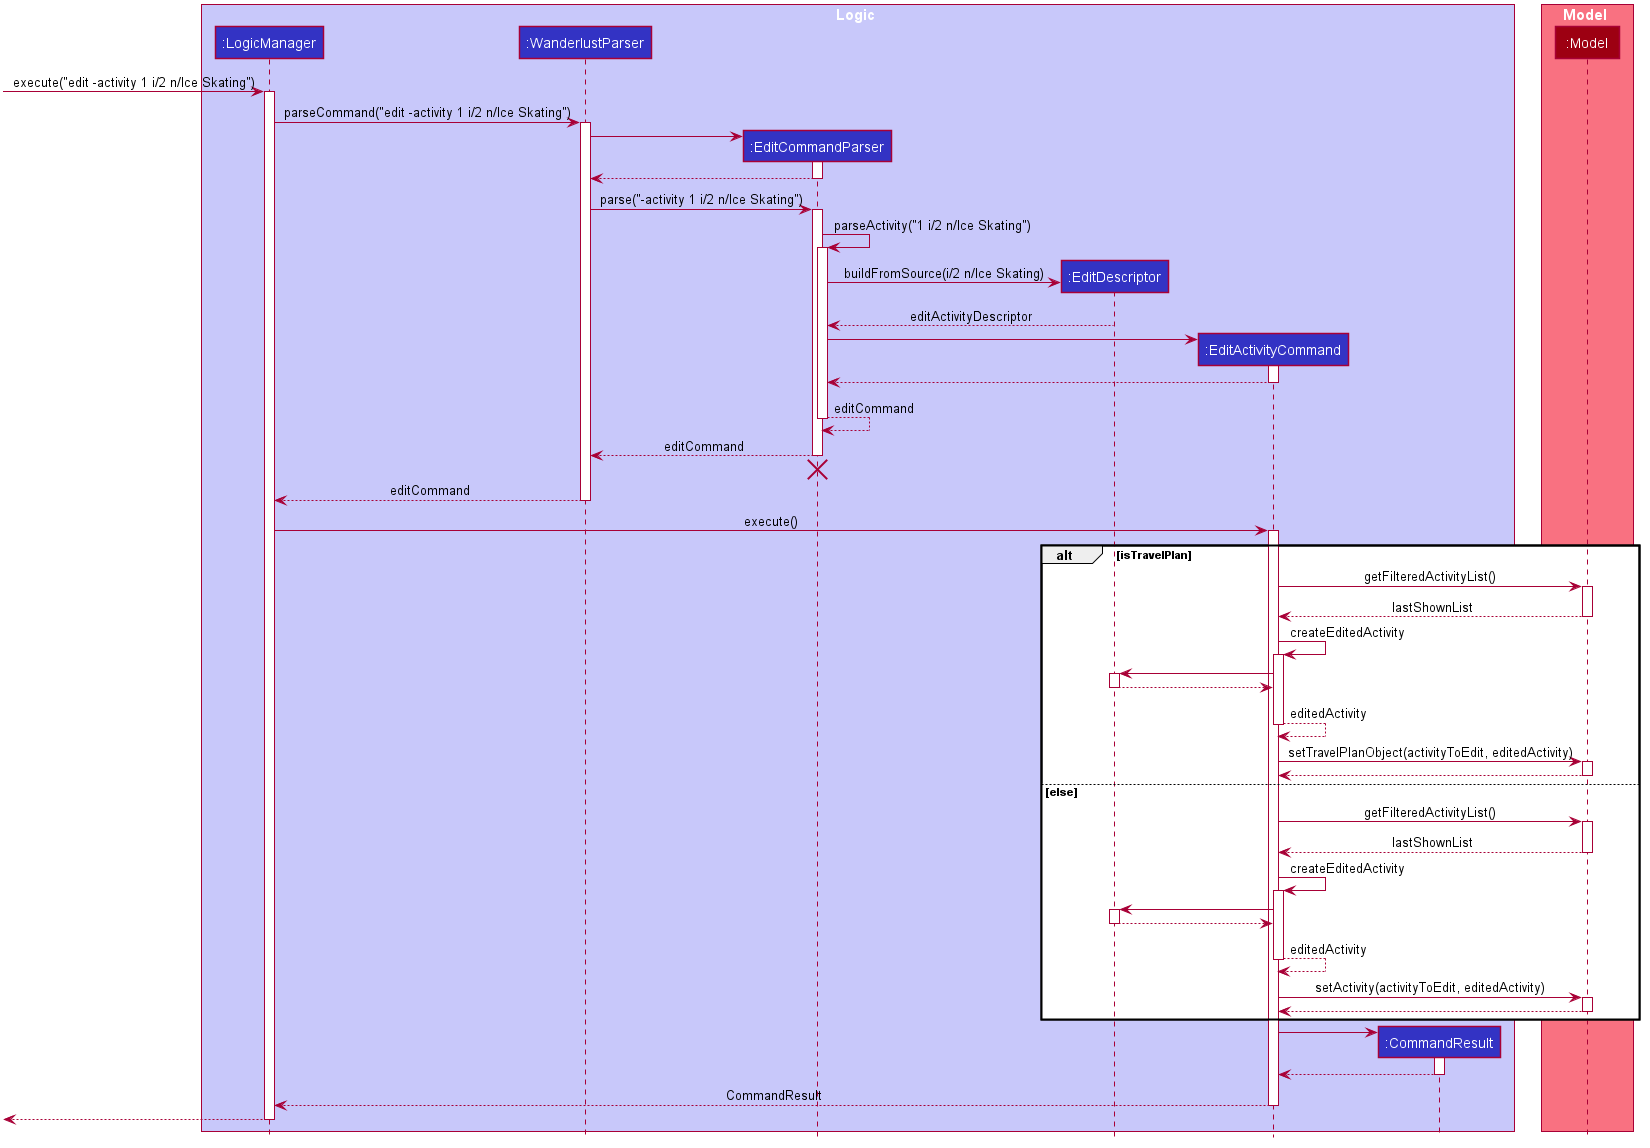 Logic
Model
:LogicManager
:WanderlustParser
:Model
execute("edit -activity 1 i/2 n/Ice Skating")
parseCommand("edit -activity 1 i/2 n/Ice Skating")
:EditCommandParser
parse("-activity 1 i/2 n/Ice Skating")
parseActivity("1 i/2 n/Ice Skating")
buildFromSource(i/2 n/Ice Skating)
:EditDescriptor
editActivityDescriptor
:EditActivityCommand
editCommand
editCommand
editCommand
execute()
alt [isTravelPlan]
getFilteredActivityList()
lastShownList
createEditedActivity
editedActivity
setTravelPlanObject(activityToEdit, editedActivity)
[else]
getFilteredActivityList()
lastShownList
createEditedActivity
editedActivity
setActivity(activityToEdit, editedActivity)
:CommandResult
CommandResult